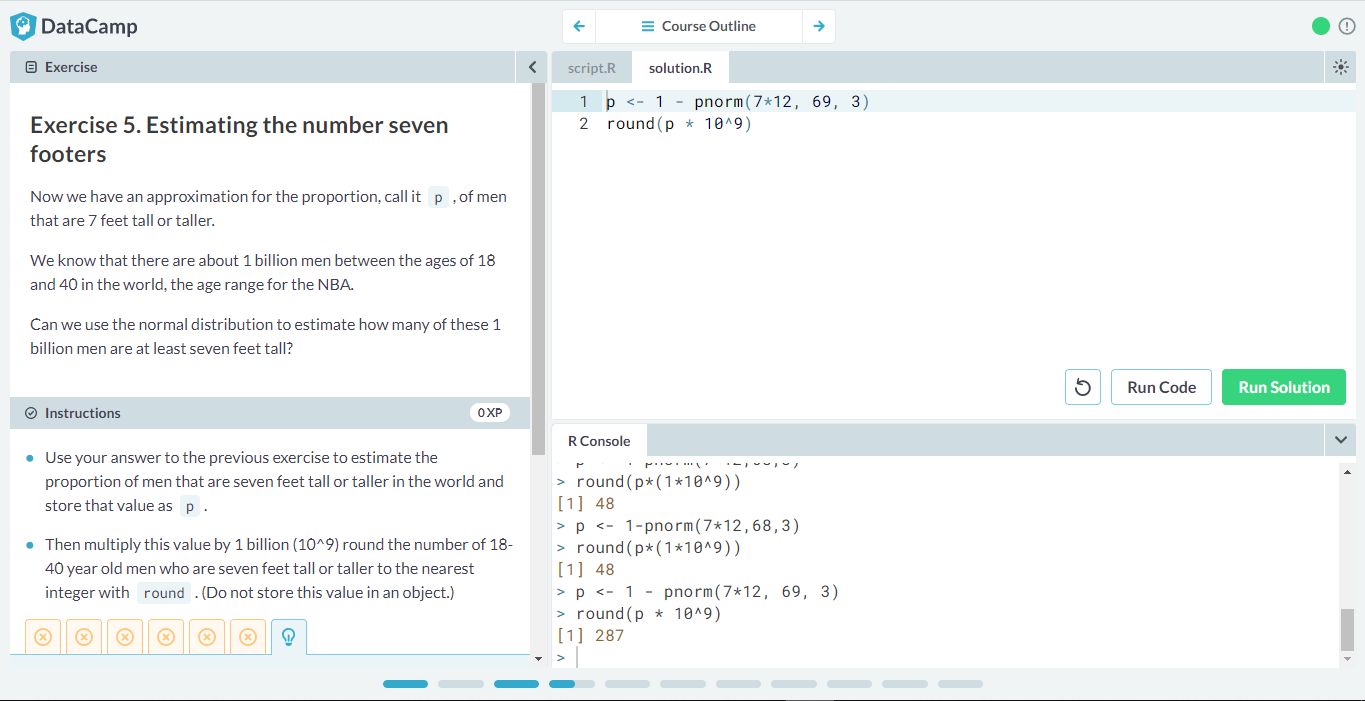 DataCamp
Course Outline
Exercise
Exercise 5. Estimating the number seven
footers
Now we have an approximation for the proportion, call it p , of men
that are 7 feet tall or taller.
We know that there are about 1 billion men between the ages of 18
and 40 in the world, the age range for the NBA.
Can we use the normal distribution to estimate how many of these 1
billion men are at least seven feet tall?
Instructions
0 XP
Use your answer to the previous exercise to estimate the
proportion of men that are seven feet tall or taller in the world and
store that value as p .
Then multiply this value by 1 billion (10^9) round the number of 18-
40 year old men who are seven feet tall or taller to the nearest
integer with round . (Do not store this value in an object.)
script.R
solution.R
1 p <- 1 - pnorm(7*12, 69, 3)
2 round(p * 10^9)
Run Code
Run Solution
R Console
> round(p*(1*10^9))
[1] 48
> p <- 1-pnorm(7*12,68,3)
> round(p*(1*10^9))
[1] 48
> p <- 1 - pnorm(7*12, 69, 3)
> round(p * 10^9)
[1] 287
>